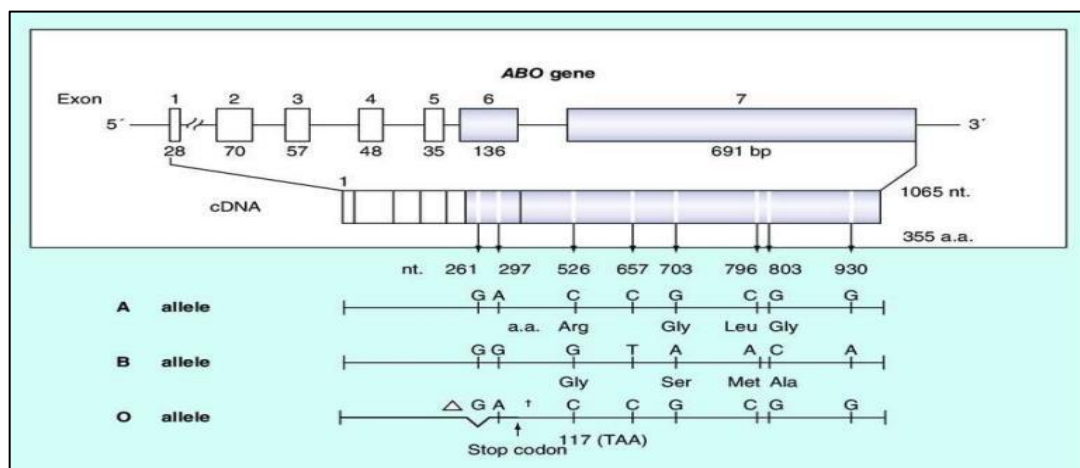 ABO gene
Exon 1 2 3 4 5 6 7
5´ 3´
28 70 57 48 35 136 691 bp
1
cDNA 1065 nt.
355 a.a.
nt. 261 297 526 657 703 796 803 930
G A C C G C G G
A allele
a.a. Arg Gly Leu Gly
G G G T A A C A
B allele
Gly Ser Met Ala
△ G A † C C G C G G
O allele
117 (TAA)
Stop codon